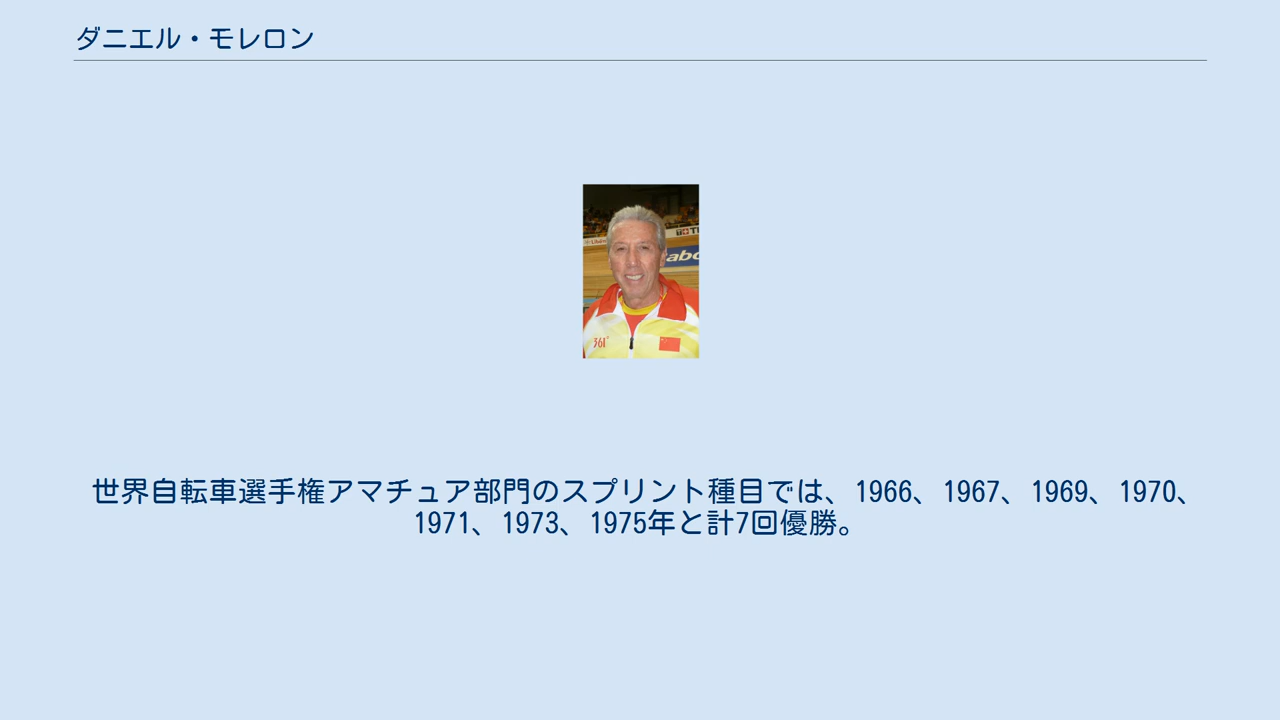 ダニエル・モレロン
abo
361°
世界自転車選手権アマチュア部門のスプリント種目では、1966、1967、1969、1970、
1971、1973、1975年と計7回優勝。